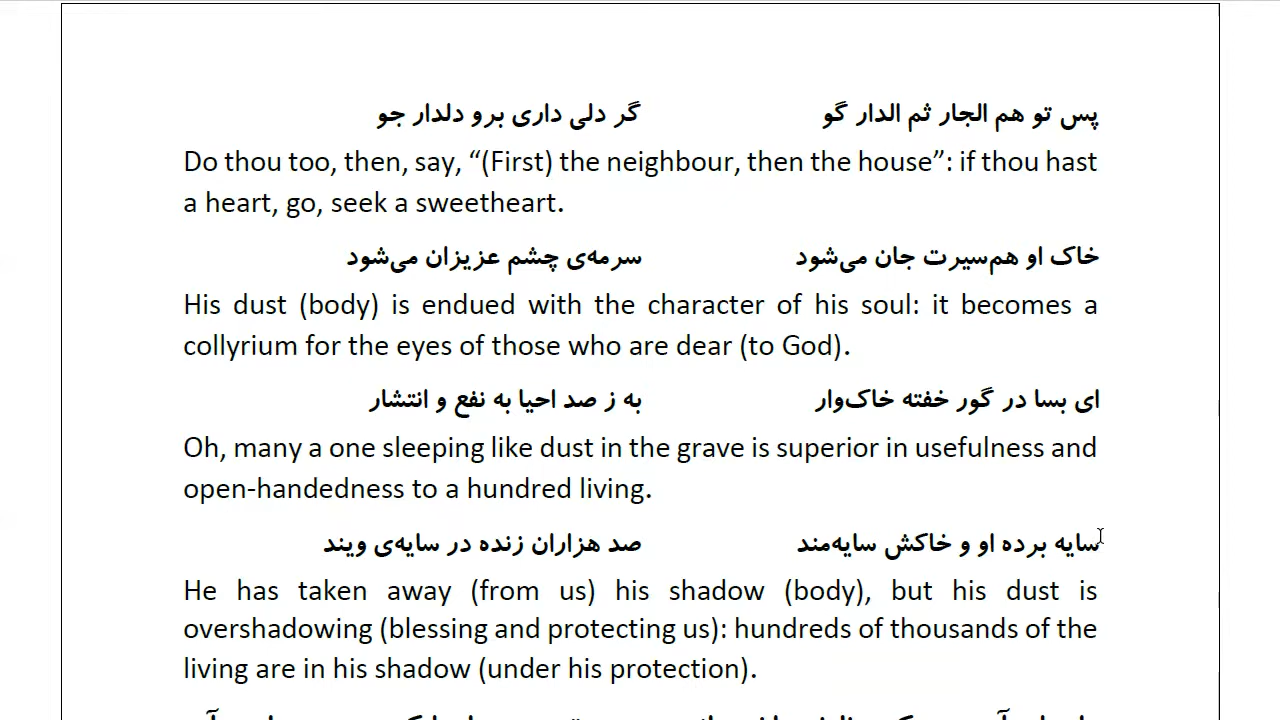 پس تو هم الجار ثم الدار گو گر دلی داری برو دلدار جو
Do thou too, then, say, “(First) the neighbour, then the house”: if thou hast
a heart, go, seek a sweetheart.
خاک او هم‌سیرت جان می‌شود سرمه‌ی چشم عزیزان می‌شود
His dust (body) is endued with the character of his soul: it becomes a
collyrium for the eyes of those who are dear (to God).
ای بسا در گور خفته خاک‌وار به ز صد احیا به نفع و انتشار
Oh, many a one sleeping like dust in the grave is superior in usefulness and
open-handedness to a hundred living.
سایه برده او و خاکش سایه‌مند صد هزاران زنده در سایه‌ی ویند
He has taken away (from us) his shadow (body), but his dust is
overshadowing (blessing and protecting us): hundreds of thousands of the
living are in his shadow (under his protection).